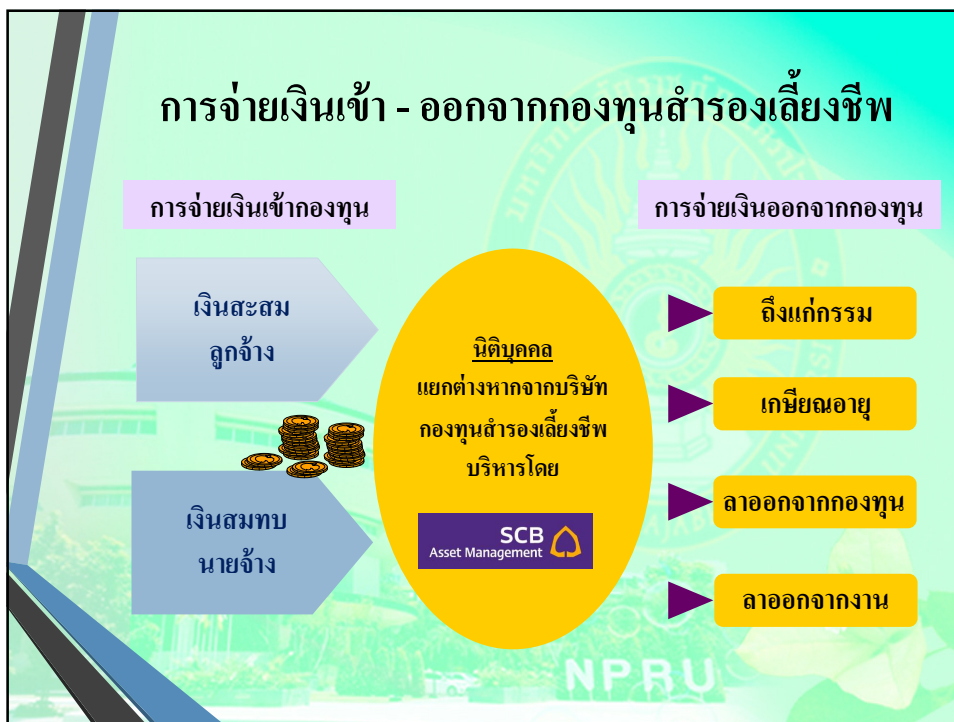 การจ่ายเงินเข้า - ออกจากกองทุนสำรองเลี้ยงชีพ
การจ่ายเงินเข้ากองทุน
การจ่ายเงินออกจากกองทุน
เงินสะสม
ลูกจ้าง
เงินสมทบ
นายจ้าง
นิติบุคคล
แยกต่างหากจากบริษัท
กองทุนสำรองเลี้ยงชีพ
บริหารโดย
SCB
Asset Management
ถึงแก่กรรม
เกษียณอายุ
ลาออกจากกองทุน
ลาออกจากงาน
NPRU